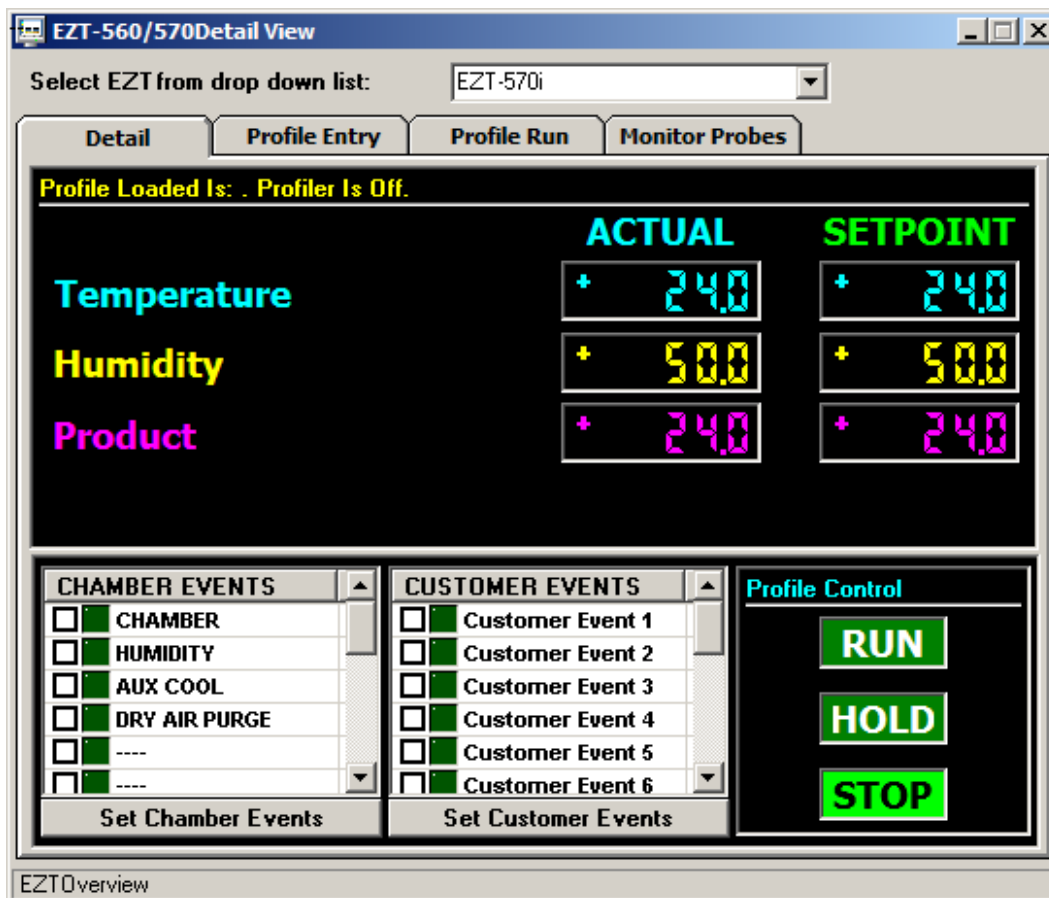 EZT-560/570Detail View
Select EZT from drop down list: EZT-570i
Detail Profile Entry Profile Run Monitor Probes
Profile Loaded Is: . Profiler Is Off.
ACTUAL SETPOINT
Temperature + 24.0 + 24.0
Humidity + 50.0 + 50.0
Product + 24.0 + 24.0
CHAMBER EVENTS
CHAMBER
HUMIDITY
AUX COOL
DRY AIR PURGE
----
----
Set Chamber Events
CUSTOMER EVENTS
Customer Event 1
Customer Event 2
Customer Event 3
Customer Event 4
Customer Event 5
Customer Event 6
Set Customer Events
Profile Control
RUN
HOLD
STOP
EZTOverview